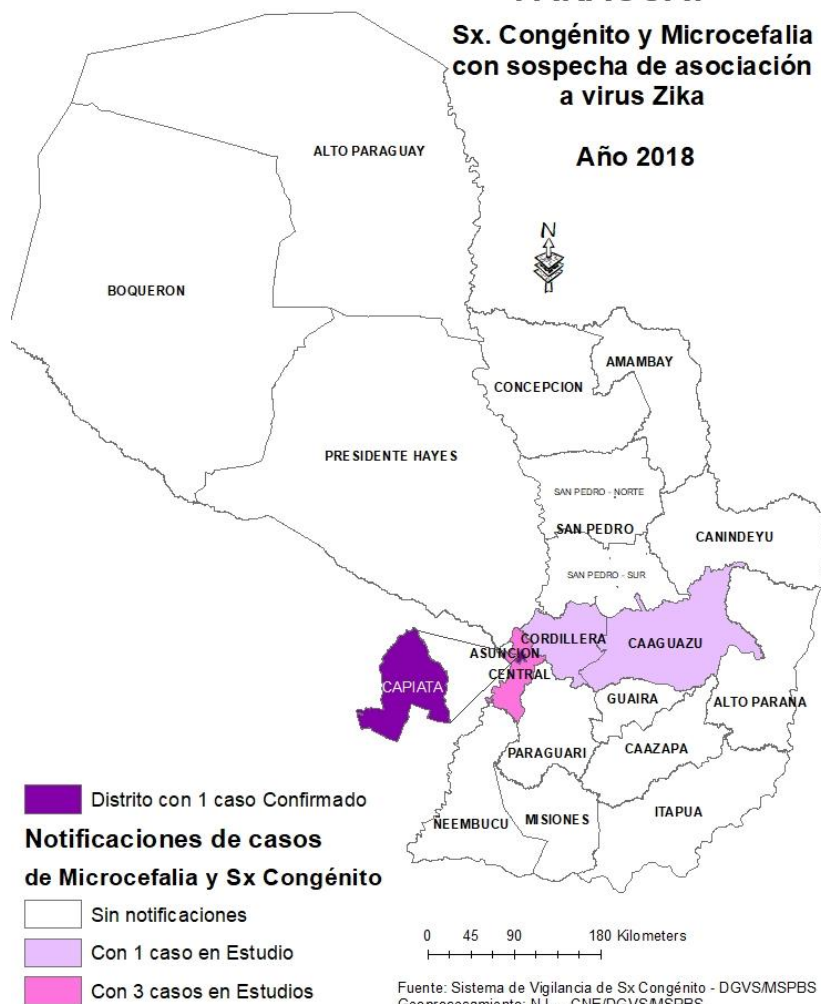 Sx. Congénito y Microcefalia
con sospecha de asociación
a virus Zika
Año 2018
N
ALTO PARAGUAY
BOQUERON
CONCEPCION
AMAMBAY
PRESIDENTE HAYES
SAN PEDRO - NORTE
SAN PEDRO
CANINDEYU
SAN PEDRO - SUR
CORDILLERA
CAAGUAZU
ASUNCION
CENTRAL
CAPIATA
GUAIRA
ALTO PARANA
PARAGUARI
CAAZAPA
ÑEEMBUCU
MISIONES
ITAPUA
Distrito con 1 caso Confirmado
Notificaciones de casos
de Microcefalia y Sx Congénito
Sin notificaciones
Con 1 caso en Estudio
Con 3 casos en Estudios
0 45 90 180 Kilometers
Fuente: Sistema de Vigilancia de Sx Congénito - DGVS/MSPBS